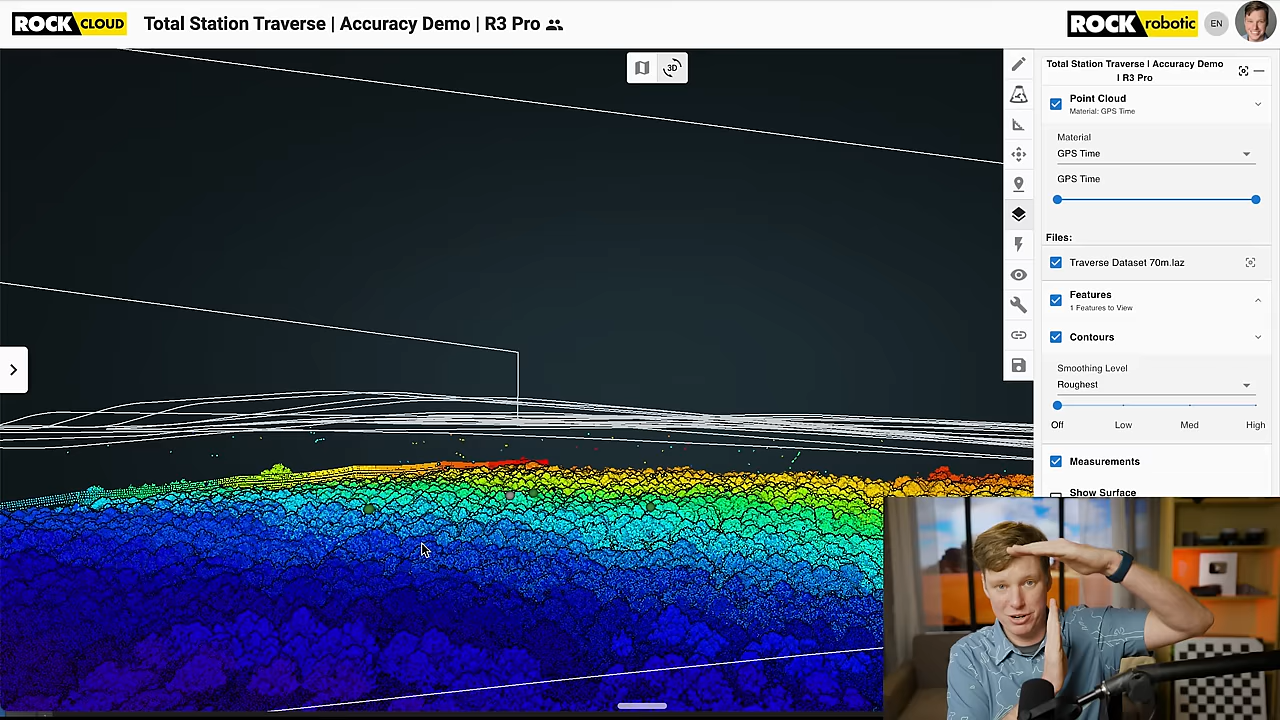 ROCK CLOUD
Total Station Traverse | Accuracy Demo | R3 Pro
ROCK robotic
EN
3D
Total Station Traverse | Accuracy Demo
| R3 Pro
Point Cloud
Material: GPS Time
Material
GPS Time
GPS Time
Files:
Traverse Dataset 70m.laz
Features
1 Features to View
Contours
Smoothing Level
Roughest
Off Low Med High
Measurements
Show Surface